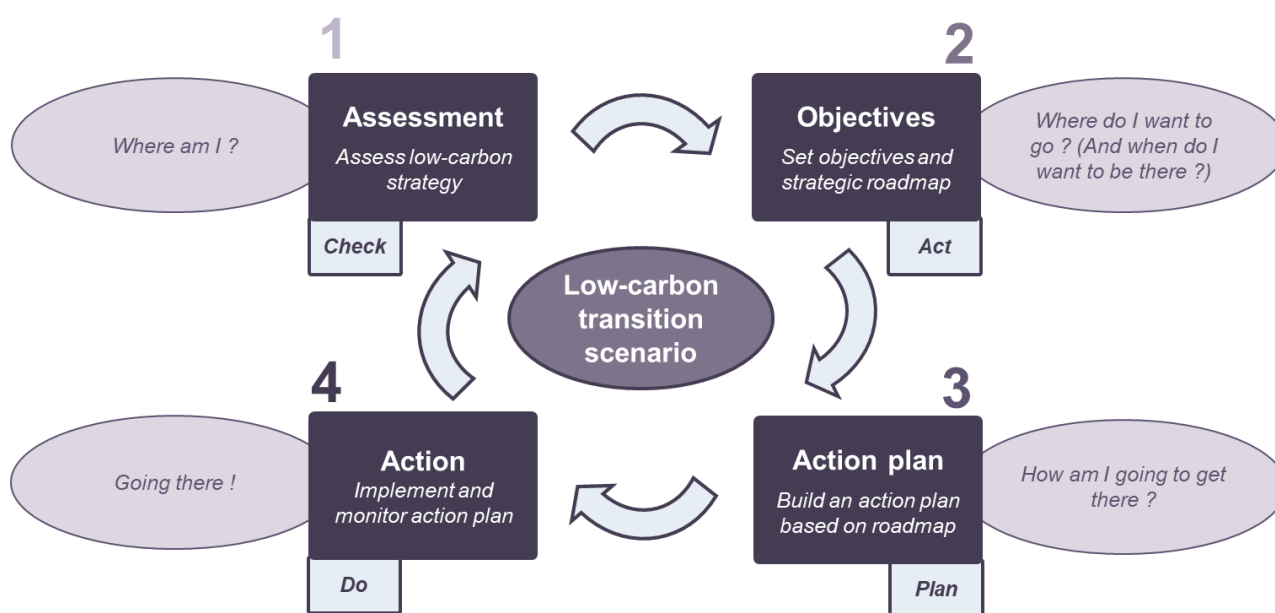 1
Assessment
Assess low-carbon
strategy
Check
Where am I ?
2
Objectives
Set objectives and
strategic roadmap
Act
Where do I want to
go ? (And when do I
want to be there ?)
Low-carbon
transition
scenario
3
Action plan
Build an action plan
based on roadmap
Plan
How am I going to get
there ?
4
Action
Implement and
monitor action plan
Do
Going there !